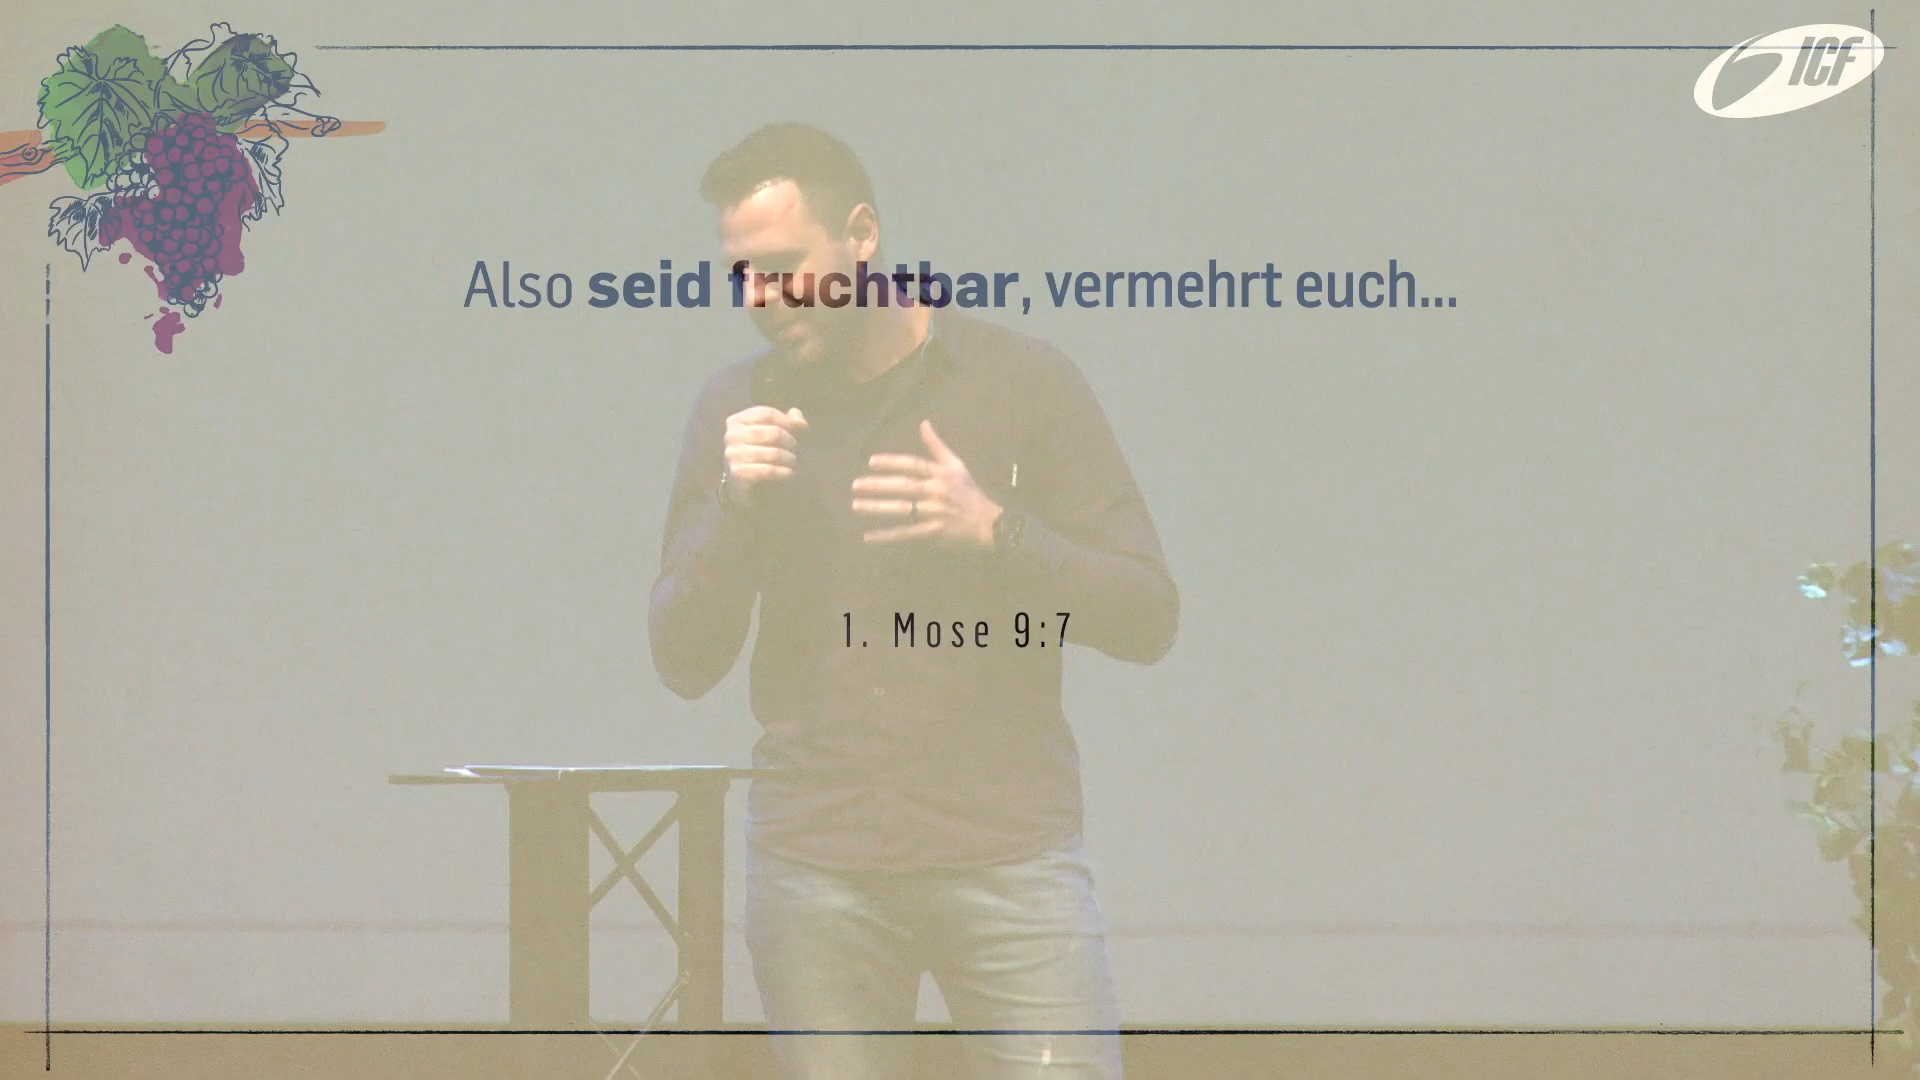 ICF
Also seid fruchtbar, vermehrt euch...
1. Mose 9:7